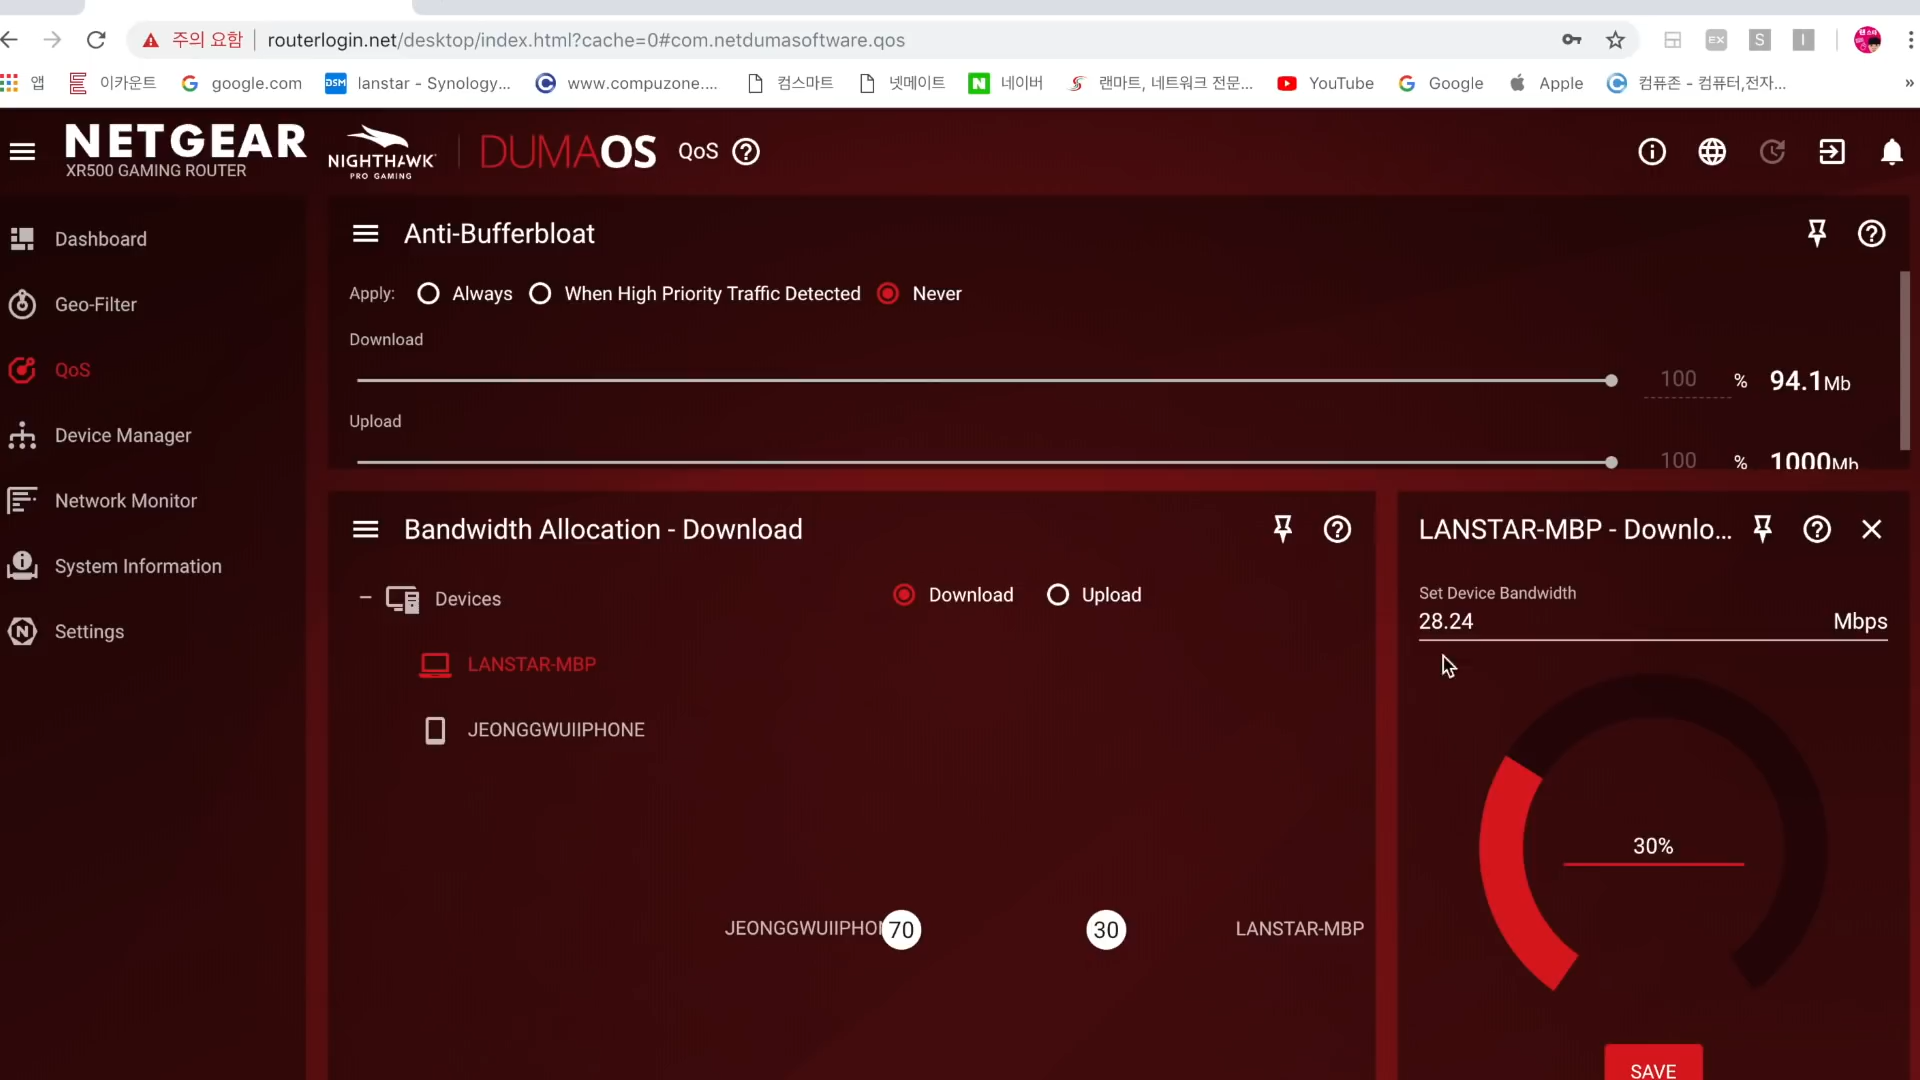 주의 요함 routerlogin.net/desktop/index.html?cache=0#com.netdumasoftware.qos
앱 이카운트 google.com lanstar - Synology... www.compuzone.... 컴스마트 넷메이트 네이버 랜마트, 네트워크 전문... YouTube Google Apple 컴퓨존 - 컴퓨터,전자... »
NETGEAR
XR500 GAMING ROUTER
NIGHTHAWK
PRO GAMING
DUMAOS QoS
Dashboard
Geo-Filter
QoS
Device Manager
Network Monitor
System Information
Settings
Anti-Bufferbloat
Apply: Always When High Priority Traffic Detected Never
Download
100 % 94.1Mb
Upload
100 % 1000Mb
Bandwidth Allocation - Download
Devices Download Upload
LANSTAR-MBP
JEONGGWUIIPHONE
JEONGGWUIIPHON 70 30 LANSTAR-MBP
LANSTAR-MBP - Downlo...
Set Device Bandwidth
28.24 Mbps
30%
SAVE